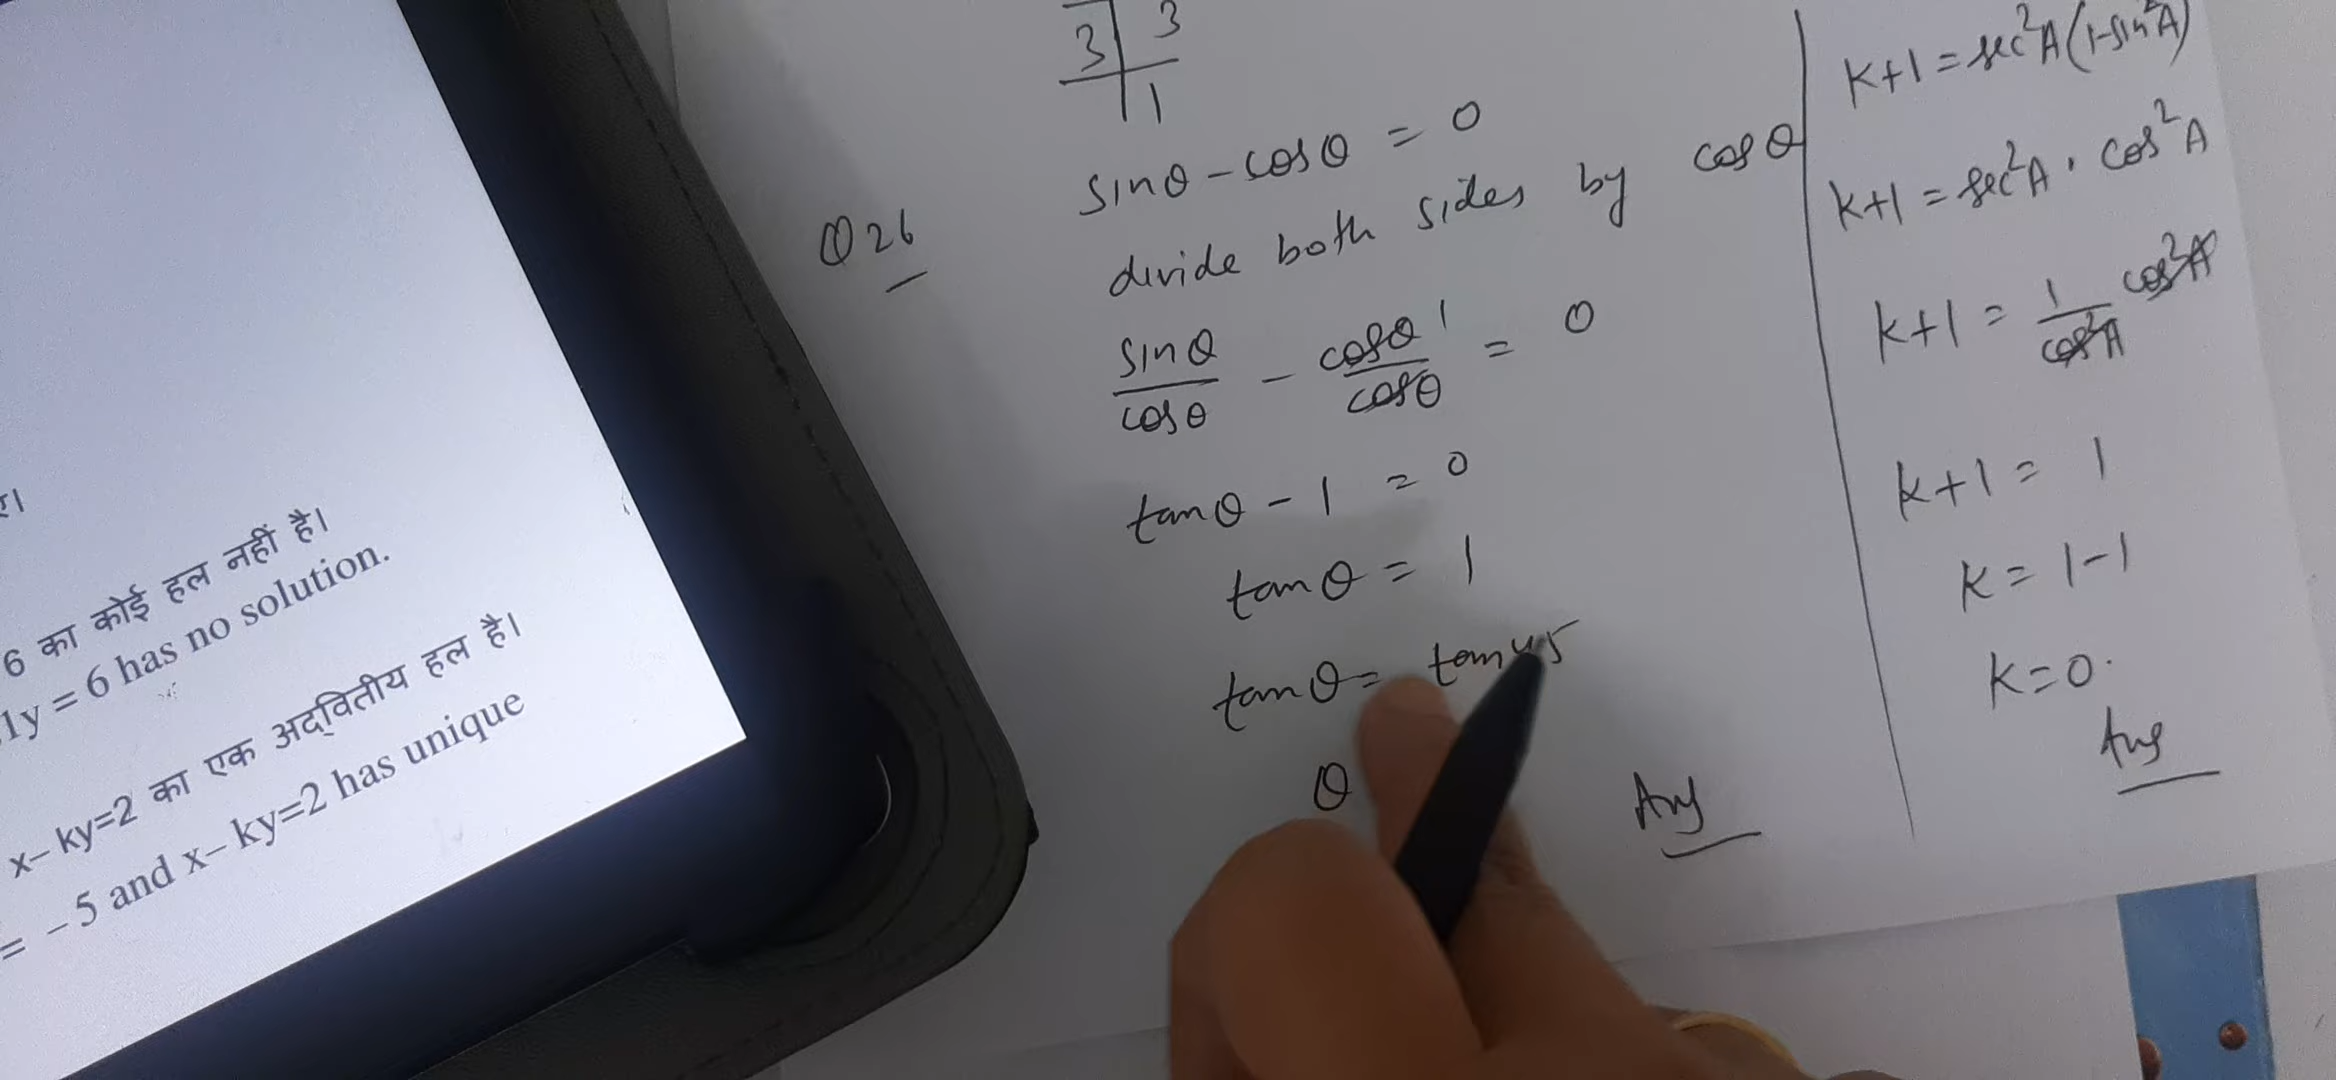 6 का कोई हल नहीं है।
1y = 6 has no solution.
x– ky=2 का एक अद्वितीय हल है।
= – 5 and x– ky=2 has unique
3 3
1
Q26
sinθ – cosθ = 0
divide both sides by cosθ
sinθ/cosθ – cosθ/cosθ 1 = 0
tanθ – 1 = 0
tanθ = 1
tanθ = tan45
θ
Ans
k+1 = sec²A(1-sin²A)
k+1 = sec²A . cos²A
k+1 = 1/cos²A cos²A
k+1 = 1
k = 1-1
k=0.
Ans